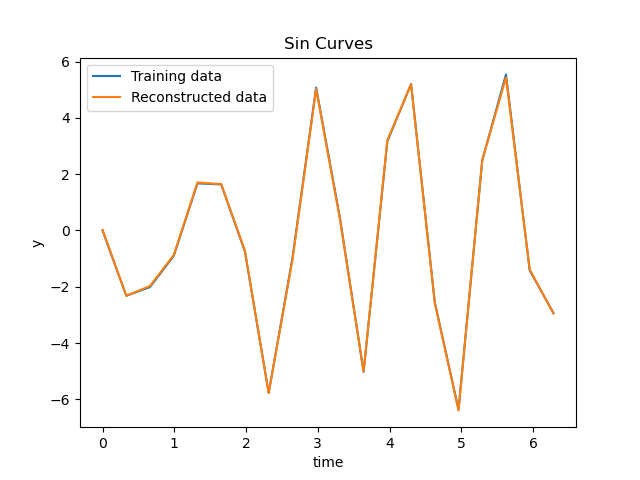 Sin Curves
Training data
Reconstructed data
6
4
2
0
−2
−4
−6
y
0 1 2 3 4 5 6
time